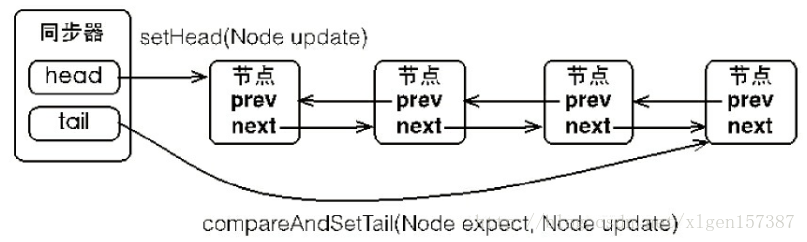 同步器
setHead(Node update)
head
tail
节点 节点 节点 节点
prev prev prev prev
next next next next
compareAndSetTail(Node expect, Node update)